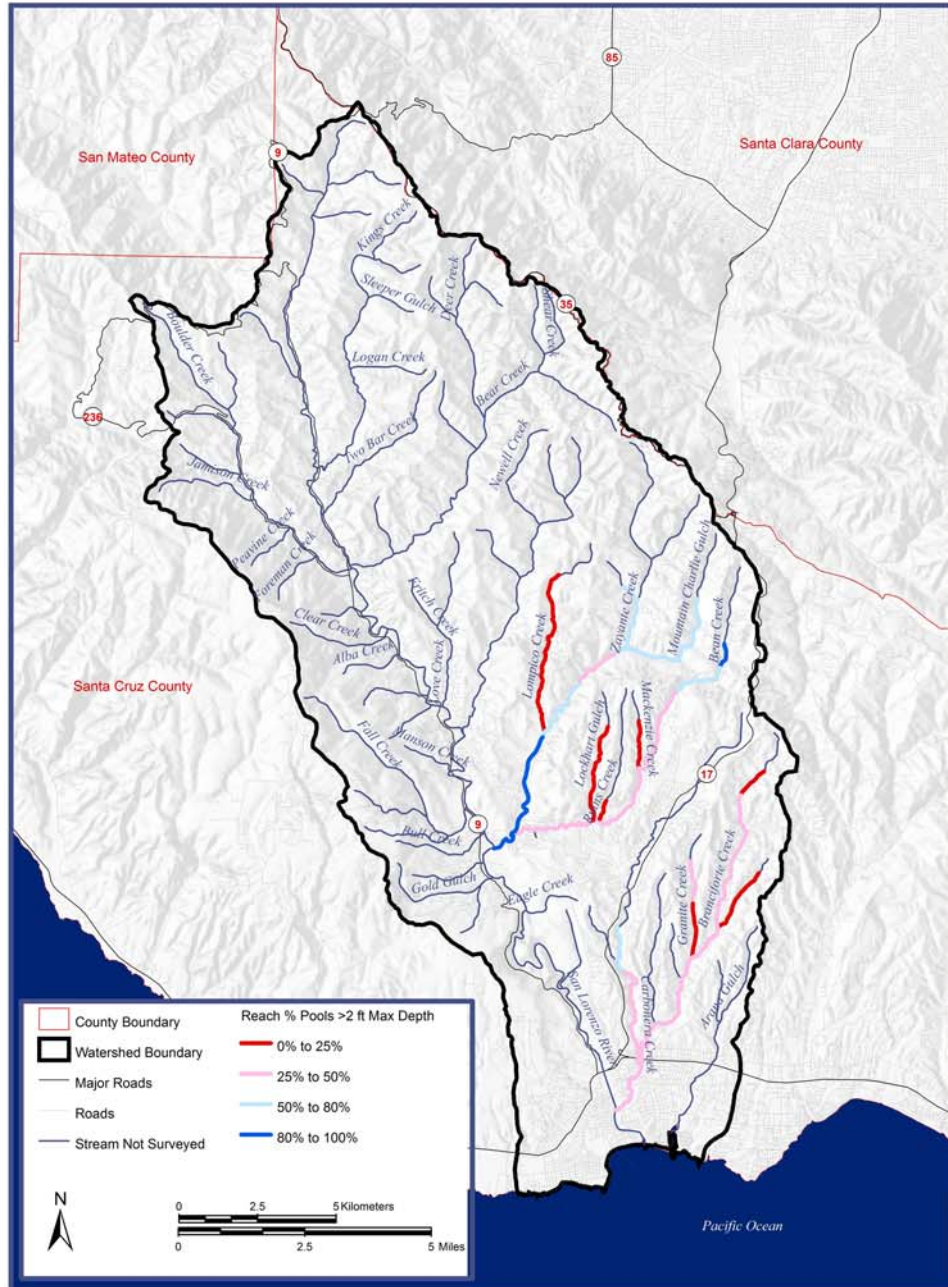 85
San Mateo County
9
Santa Clara County
Kings Creek
Sleeper Gulch
Deer Creek
35
Boulder Creek
Logan Creek
Bear Creek
236
Two Bar Creek
Newell Creek
Jamison Creek
Peavine Creek
Foreman Creek
Fritch Creek
Clear Creek
Alba Creek
Love Creek
Lompico Creek
Zayante Creek
Mountain Charlie Gulch
Bean Creek
Santa Cruz County
Fall Creek
Manson Creek
Lockhart Gulch
Ruins Creek
Mackenzie Creek
17
9
Bull Creek
Gold Gulch
Eagle Creek
Granite Creek
Branciforte Creek
San Lorenzo River
Carbonera Creek
Arana Gulch
County Boundary
Watershed Boundary
Major Roads
Roads
Stream Not Surveyed
Reach % Pools >2 ft Max Depth
0% to 25%
25% to 50%
50% to 80%
80% to 100%
N
0 2.5 5 Kilometers
0 2.5 5 Miles
Pacific Ocean